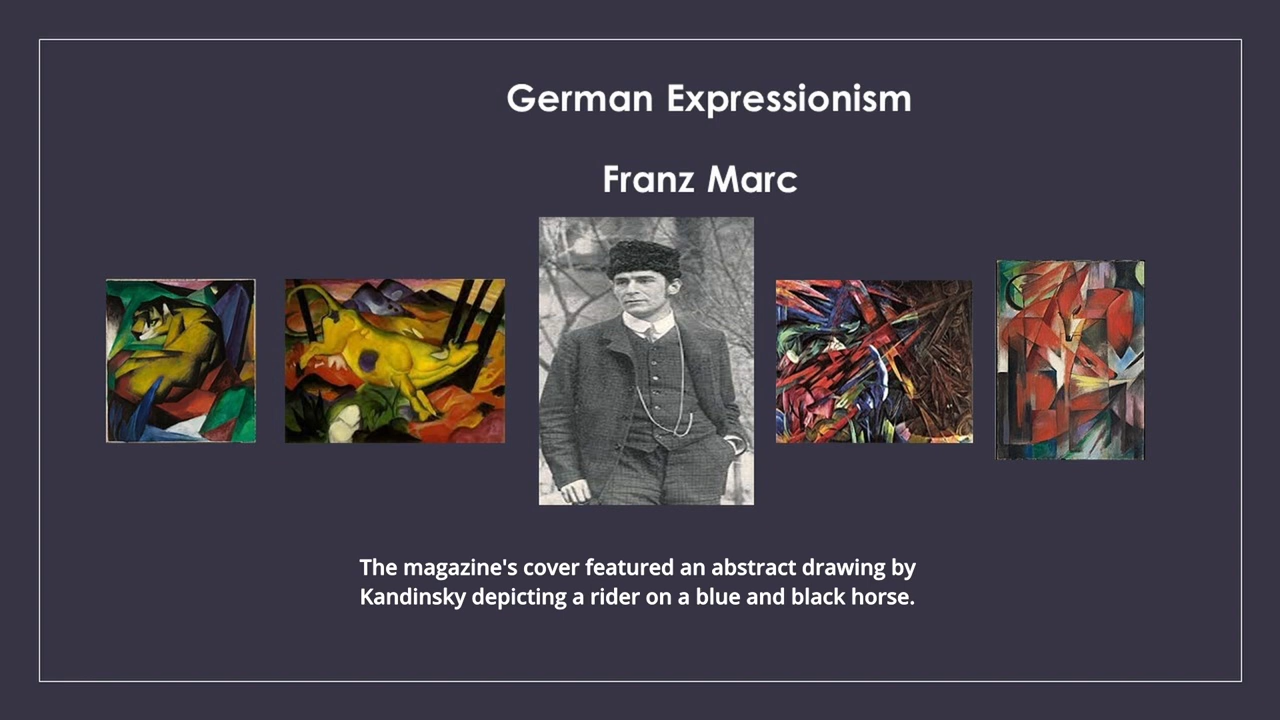 German Expressionism
Franz Marc
The magazine's cover featured an abstract drawing by
Kandinsky depicting a rider on a blue and black horse.